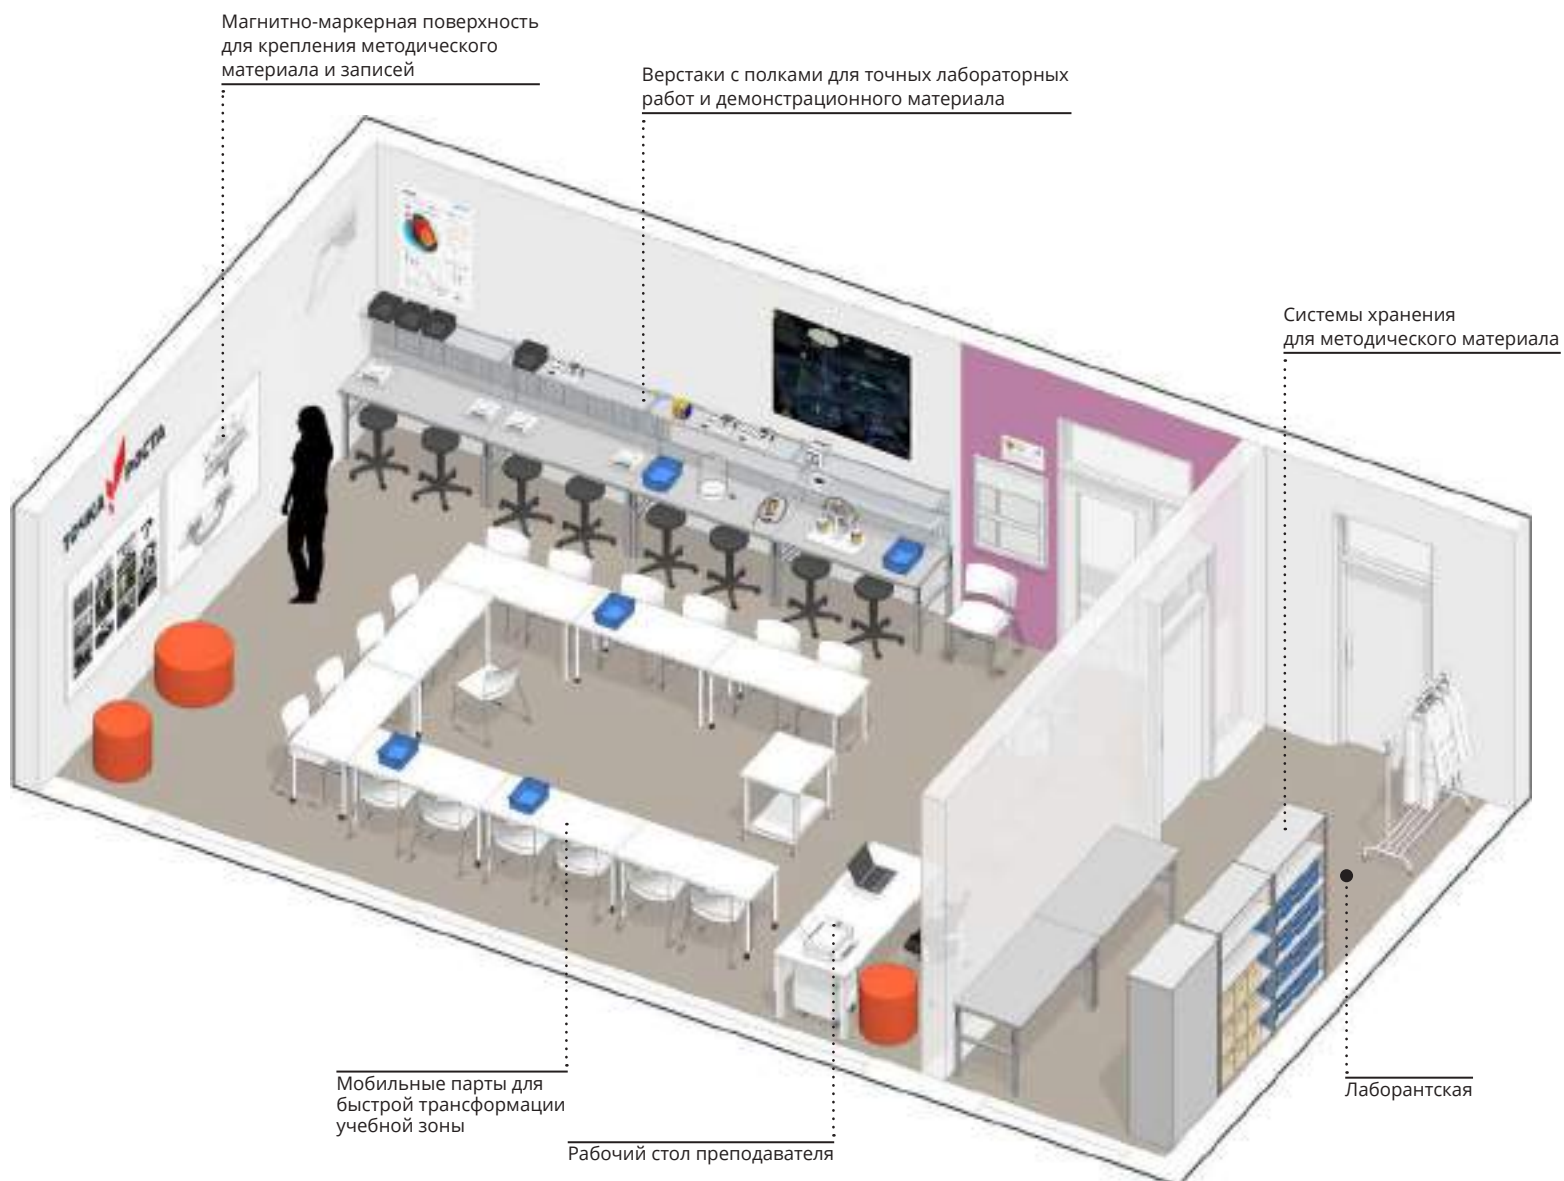 Магнитно-маркерная поверхность
для крепления методического
материала и записей
Верстаки с полками для точных лабораторных
работ и демонстрационного материала
Системы хранения
для методического материала
ТОЧКА РОСТА
Мобильные парты для
быстрой трансформации
учебной зоны
Рабочий стол преподавателя
Лаборантская